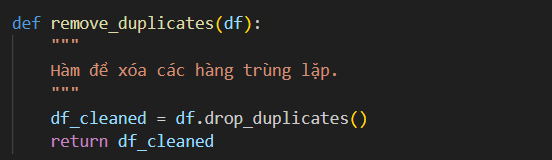 def remove_duplicates(df):
    """
    Hàm để xóa các hàng trùng lặp.
    """
    df_cleaned = df.drop_duplicates()
    return df_cleaned